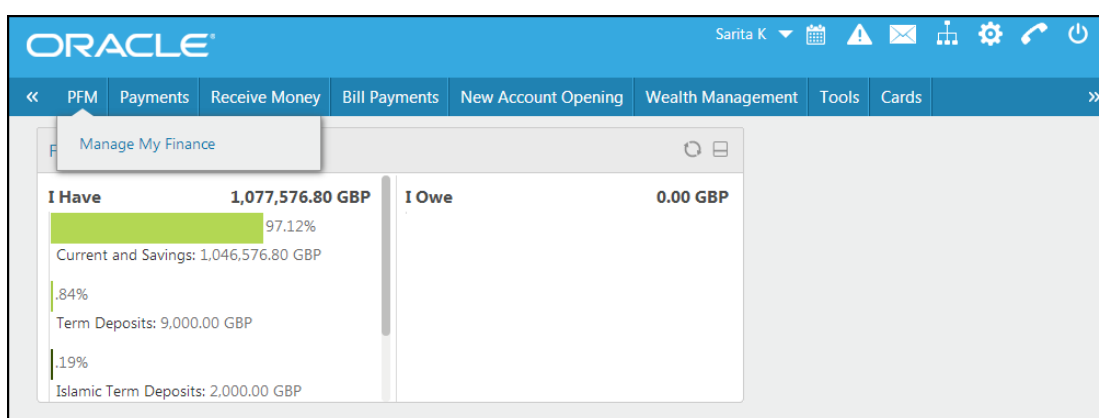 ORACLE
Sarita K
« PFM Payments Receive Money Bill Payments New Account Opening Wealth Management Tools Cards »
Manage My Finance
I Have 1,077,576.80 GBP
97.12%
Current and Savings: 1,046,576.80 GBP
.84%
Term Deposits: 9,000.00 GBP
.19%
Islamic Term Deposits: 2,000.00 GBP
I Owe 0.00 GBP